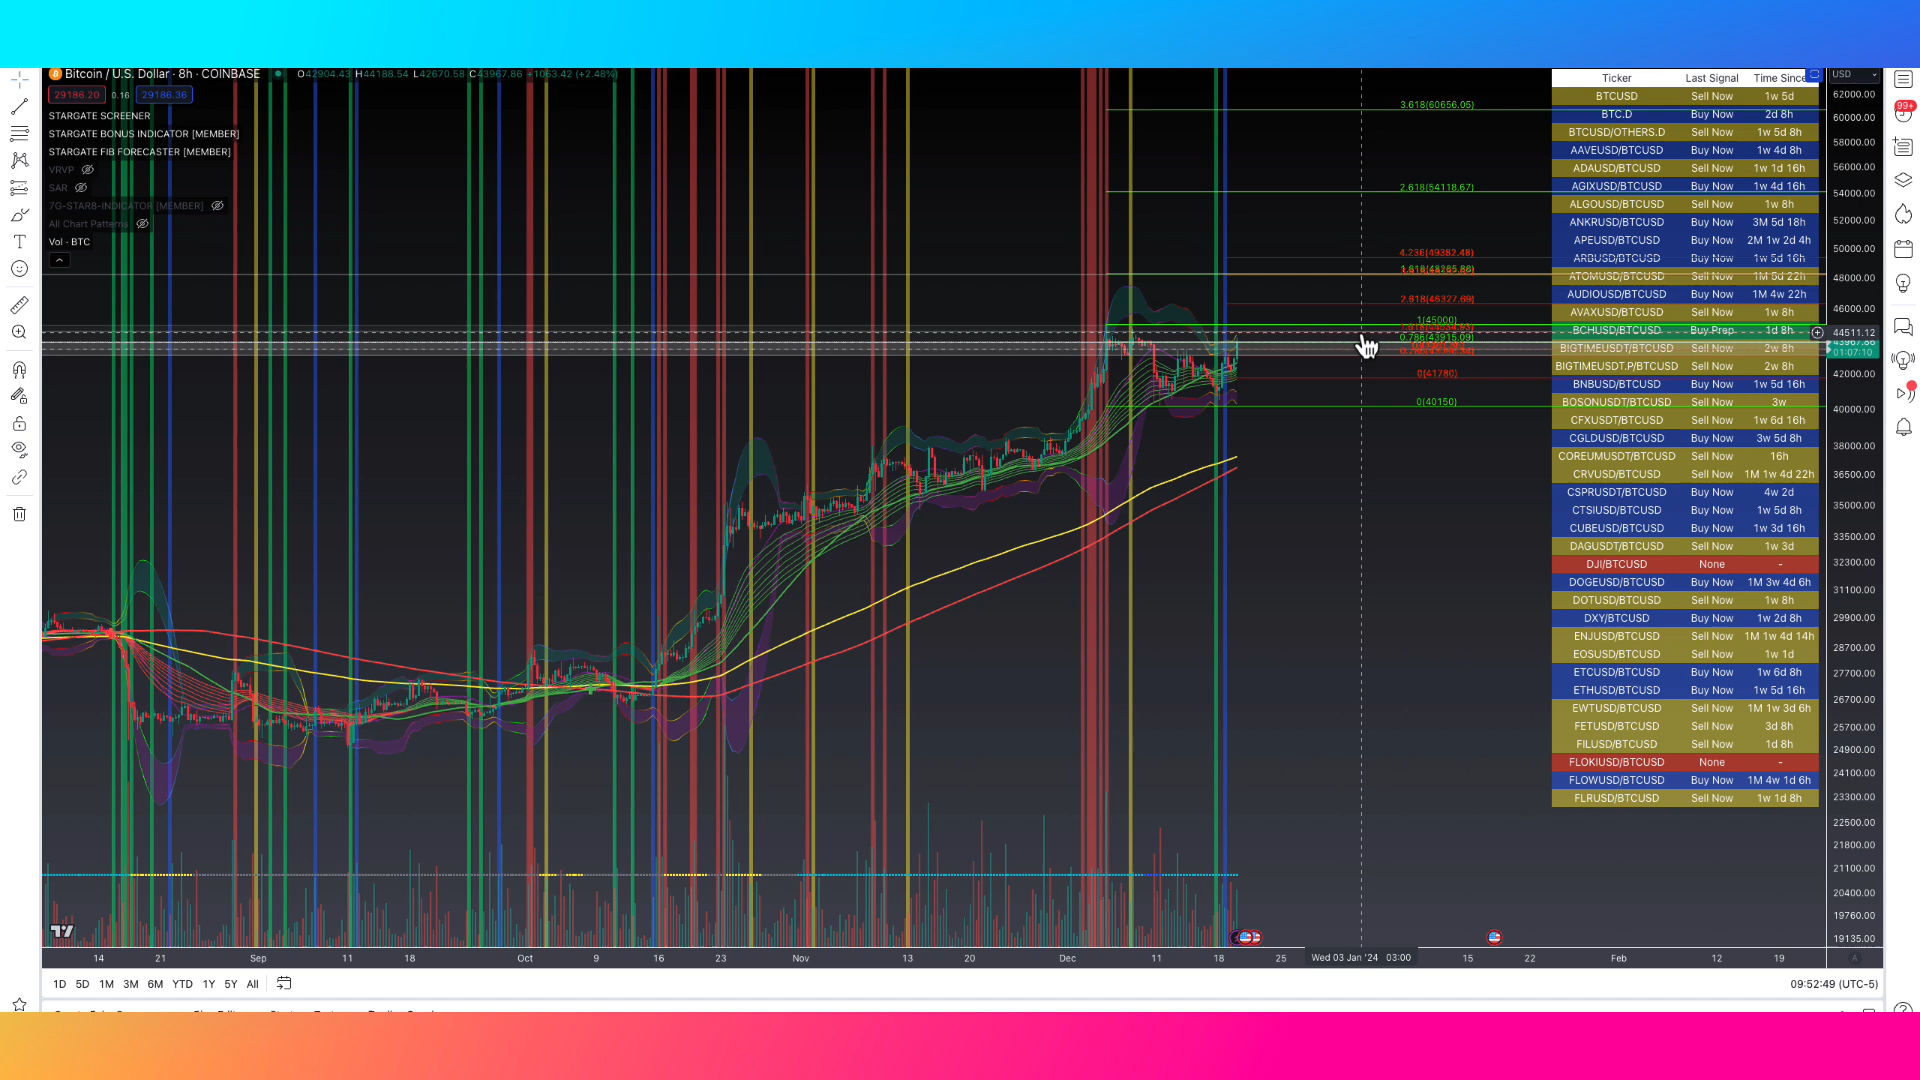 Bitcoin / U.S. Dollar · 8h · COINBASE O42904.43 H44188.54 L42670.58 C43967.86 +1063.42 (+2.48%)
29186.20 0.16 29186.36
STARGATE SCREENER
STARGATE BONUS INDICATOR [MEMBER]
STARGATE FIB FORECASTER [MEMBER]
VRVP
SAR
7G-STARB-INDICATOR [MEMBER]
All Chart Patterns
Vol · BTC
3.618(60656.05)
2.618(54118.67)
4.236(49382.48)
2.618(46327.69)
1(45000)
0.786(43915.09)
0(41780)
0(40150)
Ticker Last Signal Time Since
BTCUSD Sell Now 1w 5d
BTC.D Buy Now 2d 8h
BTCUSD/OTHERS.D Sell Now 1w 5d 8h
AAVEUSD/BTCUSD Buy Now 1w 4d 8h
ADAUSD/BTCUSD Sell Now 1w 1d 16h
AGIXUSD/BTCUSD Buy Now 1w 4d 16h
ALGOUSD/BTCUSD Sell Now 1w 8h
ANKRUSD/BTCUSD Buy Now 3M 5d 18h
APEUSD/BTCUSD Buy Now 2M 1w 2d 4h
ARBUSD/BTCUSD Buy Now 1w 5d 16h
ATOMUSD/BTCUSD Sell Now 1M 5d 22h
AUDIOUSD/BTCUSD Buy Now 1M 4w 22h
AVAXUSD/BTCUSD Sell Now 1w 8h
BCHUSD/BTCUSD Buy Prep 1d 8h
BIGTIMEUSDT/BTCUSD Sell Now 2w 8h
BIGTIMEUSDT.P/BTCUSD Sell Now 2w 8h
BNBUSD/BTCUSD Buy Now 1w 5d 16h
BOSONUSDT/BTCUSD Sell Now 3w
CFXUSD/BTCUSD Sell Now 1w 6d 16h
CGLDUSD/BTCUSD Buy Now 3w 5d 8h
COREUMUSDT/BTCUSD Sell Now 16h
CRVUSD/BTCUSD Sell Now 1M 1w 4d 22h
CSPRUSDT/BTCUSD Buy Now 4w 2d
CTSIUSD/BTCUSD Buy Now 1w 5d 8h
CUBEUSD/BTCUSD Buy Now 1w 3d 16h
DAGUSDT/BTCUSD Sell Now 1w 3d
DJI/BTCUSD None -
DOGEUSD/BTCUSD Buy Now 1M 3w 4d 6h
DOTUSD/BTCUSD Sell Now 1w 8h
DXY/BTCUSD Buy Now 1w 2d 8h
ENJUSD/BTCUSD Sell Now 1M 1w 4d 14h
EOSUSD/BTCUSD Sell Now 1w 1d
ETCUSD/BTCUSD Buy Now 1w 6d 8h
ETHUSD/BTCUSD Buy Now 1w 5d 16h
EWTUSD/BTCUSD Sell Now 1M 1w 3d 6h
FETUSD/BTCUSD Sell Now 3d 8h
FILUSD/BTCUSD Sell Now 1d 8h
FLOKIUSD/BTCUSD None -
FLOWUSD/BTCUSD Buy Now 1M 4w 1d 6h
FLRUSD/BTCUSD Sell Now 1w 1d 8h
USD
62000.00
60000.00
58000.00
56000.00
54000.00
52000.00
50000.00
48000.00
46000.00
44511.12
43967.86
01:07:10
42000.00
40000.00
38000.00
36500.00
35000.00
33500.00
32300.00
31100.00
29900.00
28700.00
27700.00
26700.00
25700.00
24900.00
24100.00
23300.00
22500.00
21800.00
21100.00
20400.00
19760.00
19135.00
99+
14 21 Sep 11 18 Oct 9 16 23 Nov 13 20 Dec 11 18 25 Wed 03 Jan '24 03:00 15 22 Feb 12 19 A
1D 5D 1M 3M 6M YTD 1Y 5Y All 09:52:49 (UTC-5)